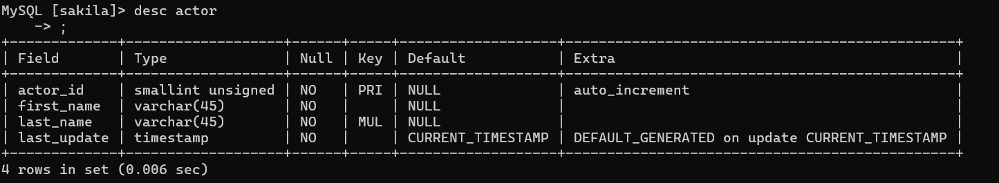 MySQL [sakila]> desc actor
    -> ;
+-------------+-------------------+------+-----+-------------------+-----------------------------------------------+
| Field       | Type              | Null | Key | Default           | Extra                                         |
+-------------+-------------------+------+-----+-------------------+-----------------------------------------------+
| actor_id    | smallint unsigned | NO   | PRI | NULL              | auto_increment                                |
| first_name  | varchar(45)       | NO   |     | NULL              |                                               |
| last_name   | varchar(45)       | NO   | MUL | NULL              |                                               |
| last_update | timestamp         | NO   |     | CURRENT_TIMESTAMP | DEFAULT_GENERATED on update CURRENT_TIMESTAMP |
+-------------+-------------------+------+-----+-------------------+-----------------------------------------------+
4 rows in set (0.006 sec)